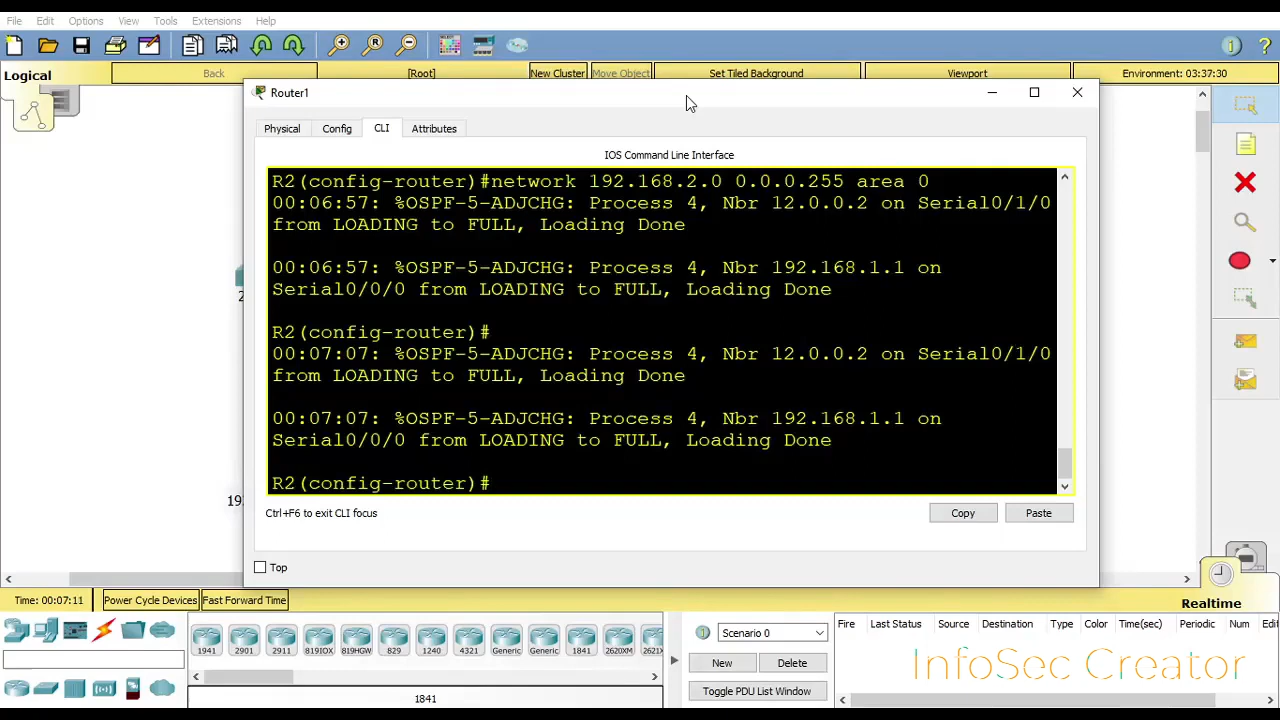 File Edit Options View Tools Extensions Help
Logical Back [Root] New Cluster Move Object Set Tiled Background Viewport Environment: 03:37:30
Router1
Physical Config CLI Attributes
IOS Command Line Interface
R2(config-router)#network 192.168.2.0 0.0.0.255 area 0
00:06:57: %OSPF-5-ADJCHG: Process 4, Nbr 12.0.0.2 on Serial0/1/0
from LOADING to FULL, Loading Done
00:06:57: %OSPF-5-ADJCHG: Process 4, Nbr 192.168.1.1 on
Serial0/0/0 from LOADING to FULL, Loading Done
R2(config-router)#
00:07:07: %OSPF-5-ADJCHG: Process 4, Nbr 12.0.0.2 on Serial0/1/0
from LOADING to FULL, Loading Done
00:07:07: %OSPF-5-ADJCHG: Process 4, Nbr 192.168.1.1 on
Serial0/0/0 from LOADING to FULL, Loading Done
R2(config-router)#
Ctrl+F6 to exit CLI focus Copy Paste
Top
Time: 00:07:11 Power Cycle Devices Fast Forward Time Realtime
1941 2901 2911 819IOX 819HGW 829 1240 4321 Generic Generic 1841 2620XM
1841
Scenario 0
New Delete
Toggle PDU List Window
Fire Last Status Source Destination Type Color Time(sec) Periodic Num Edit
InfoSec Creator